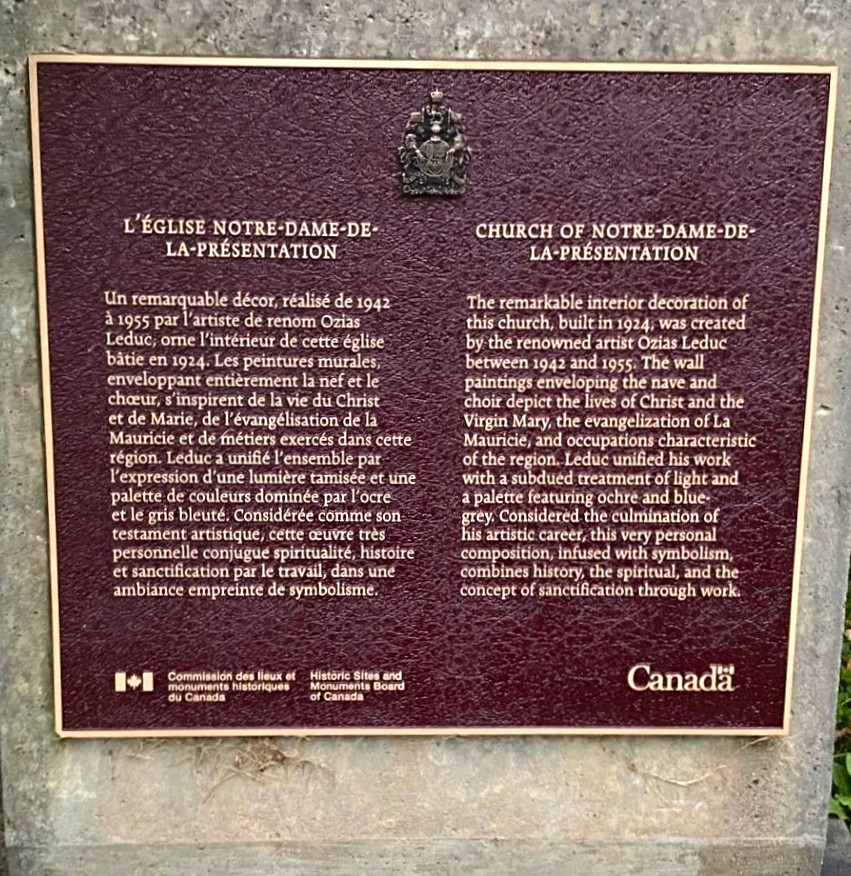 L'ÉGLISE NOTRE-DAME-DE-
LA-PRÉSENTATION
Un remarquable décor, réalisé de 1942
à 1955 par l'artiste de renom Ozias
Leduc, orne l'intérieur de cette église
bâtie en 1924. Les peintures murales,
enveloppant entièrement la nef et le
chœur, s'inspirent de la vie du Christ
et de Marie, de l'évangélisation de la
Mauricie et de métiers exercés dans cette
région. Leduc a unifié l'ensemble par
l'expression d'une lumière tamisée et une
palette de couleurs dominée par l'ocre
et le gris bleuté. Considérée comme son
testament artistique, cette œuvre très
personnelle conjugue spiritualité, histoire
et sanctification par le travail, dans une
ambiance empreinte de symbolisme.
CHURCH OF NOTRE-DAME-DE-
LA-PRÉSENTATION
The remarkable interior decoration of
this church, built in 1924, was created
by the renowned artist Ozias Leduc
between 1942 and 1955. The wall
paintings enveloping the nave and
choir depict the lives of Christ and the
Virgin Mary, the evangelization of La
Mauricie, and occupations characteristic
of the region. Leduc unified his work
with a subdued treatment of light and
a palette featuring ochre and blue-
grey. Considered the culmination of
his artistic career, this very personal
composition, infused with symbolism,
combines history, the spiritual, and the
concept of sanctification through work.
Commission des lieux et
monuments historiques
du Canada
Historic Sites and
Monuments Board
of Canada
Canada